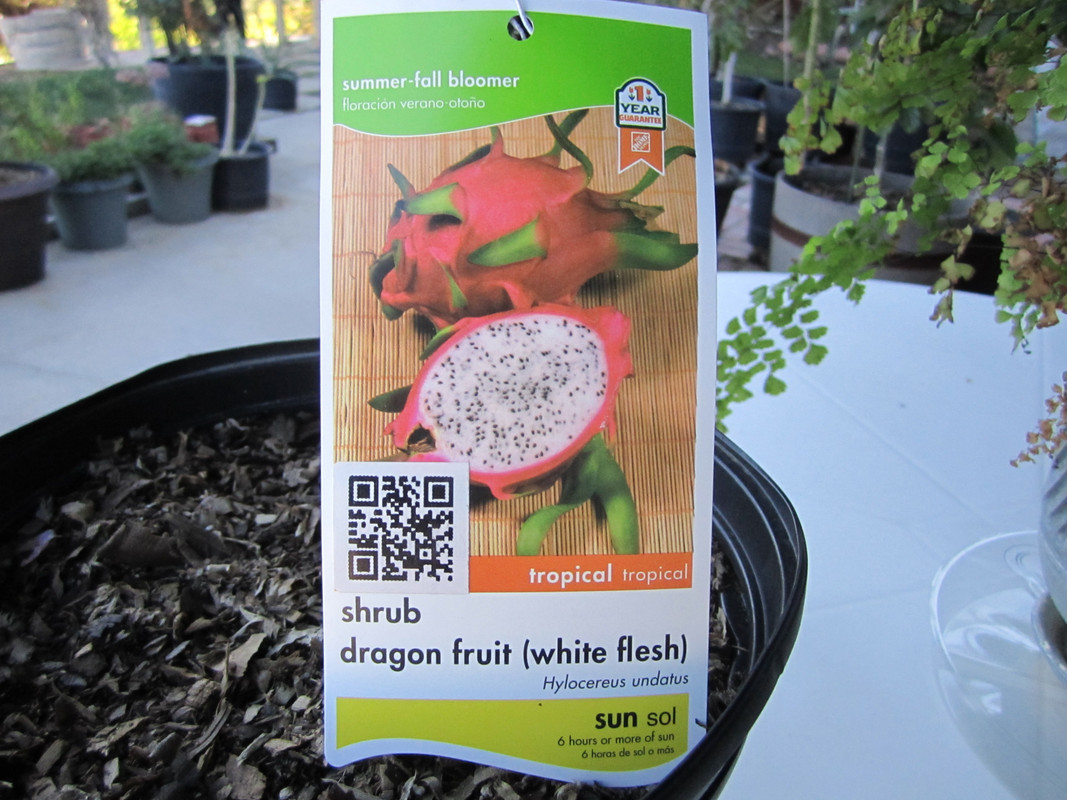 summer-fall bloomer
floración verano-otoño
1
YEAR
GUARANTEE
tropical tropical
shrub
dragon fruit (white flesh)
Hylocereus undatus
sun sol
6 hours or more of sun
6 horas de sol o más